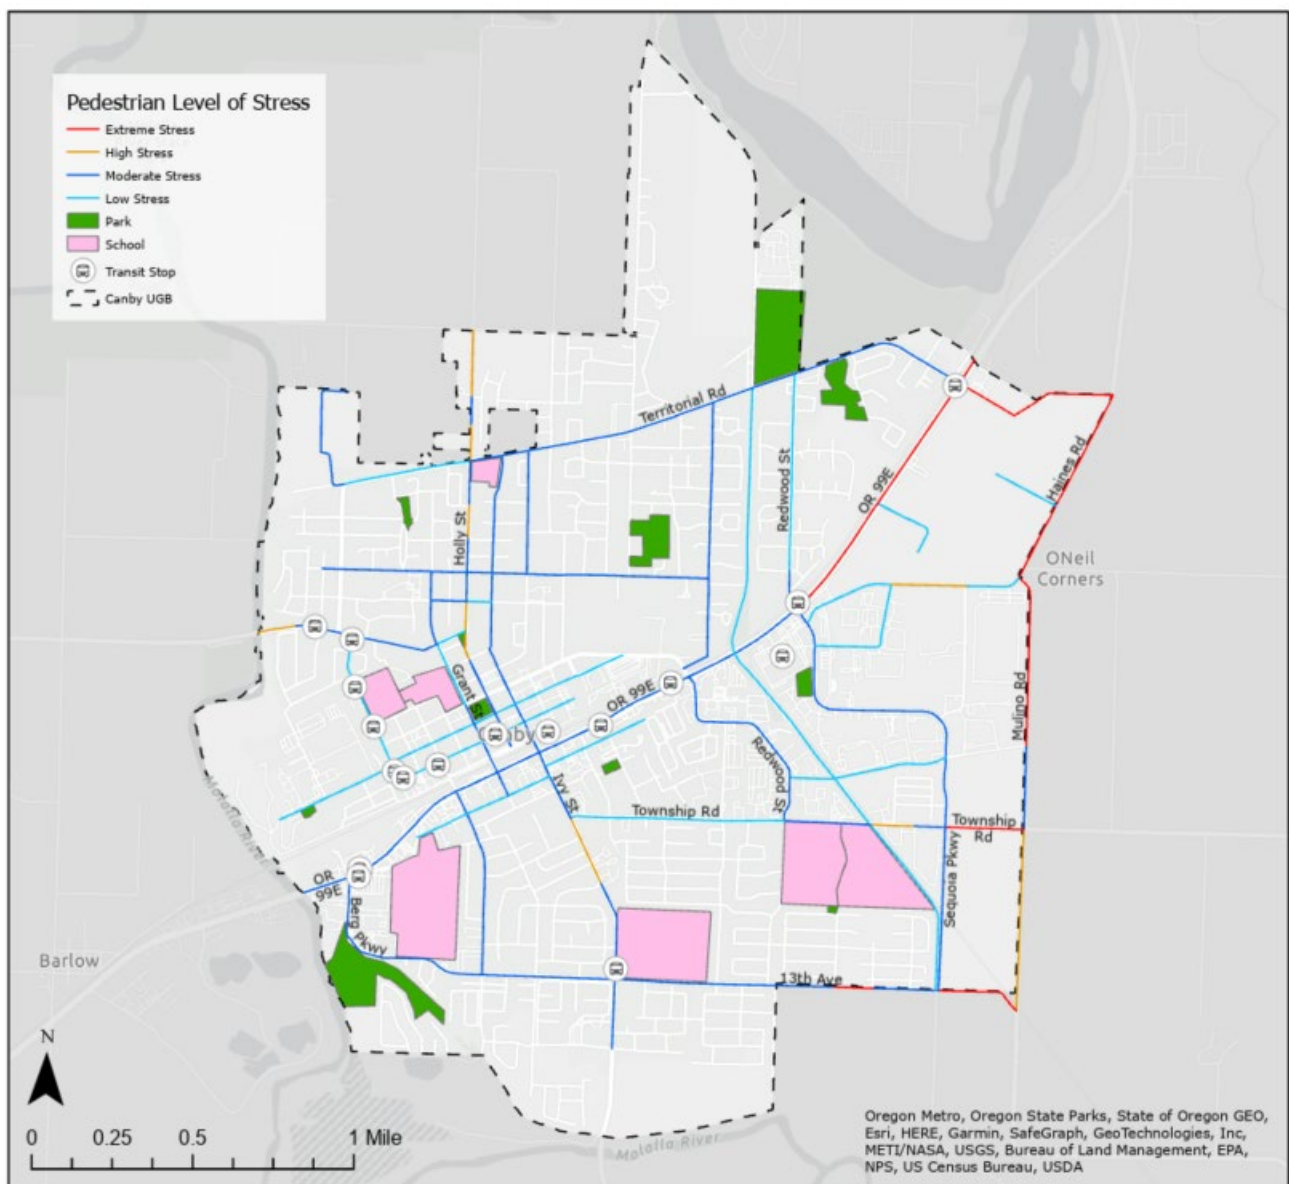 Pedestrian Level of Stress
Extreme Stress
High Stress
Moderate Stress
Low Stress
Park
School
Transit Stop
Canby UGB
Territorial Rd
Redwood St
OR 99E
Haines Rd
Holly St
ONeil
Corners
Grant St
OR 99E
Mulino Rd
Redwood St
Ivy St
Township Rd
Township
Rd
Molalla River
OR
99E
Berg
Pkwy
Sequoia Pkwy
Barlow
13th Ave
N
0 0.25 0.5 1 Mile
Molalla River
Oregon Metro, Oregon State Parks, State of Oregon GEO,
Esri, HERE, Garmin, SafeGraph, GeoTechnologies, Inc,
METI/NASA, USGS, Bureau of Land Management, EPA,
NPS, US Census Bureau, USDA